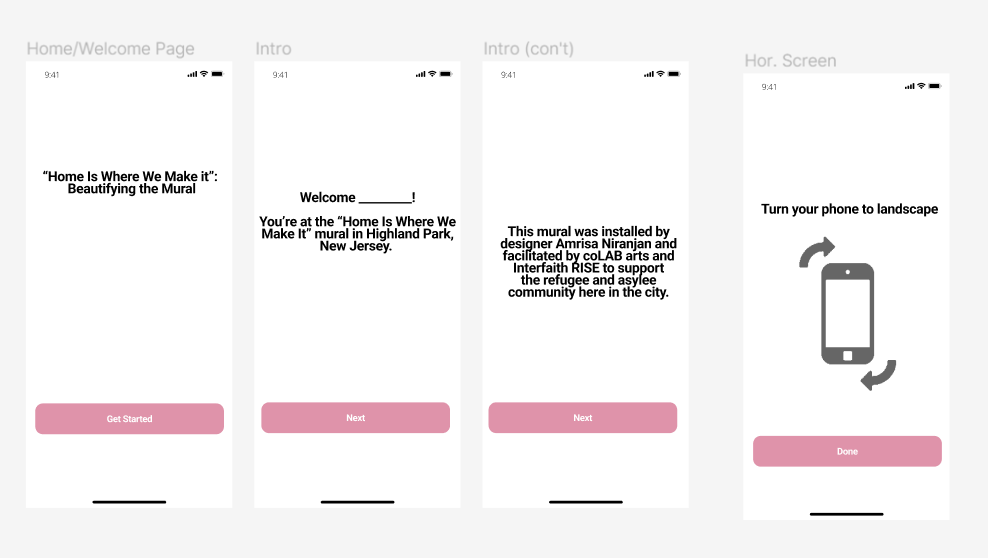 Home/Welcome Page
9:41
“Home Is Where We Make it”:
Beautifying the Mural
Get Started
Intro
9:41
Welcome ________!
You’re at the “Home Is Where We
Make It” mural in Highland Park,
New Jersey.
Next
Intro (con't)
9:41
This mural was installed by
designer Amrisa Niranjan and
facilitated by coLAB arts and
Interfaith RISE to support
the refugee and asylee
community here in the city.
Next
Hor. Screen
9:41
Turn your phone to landscape
Done